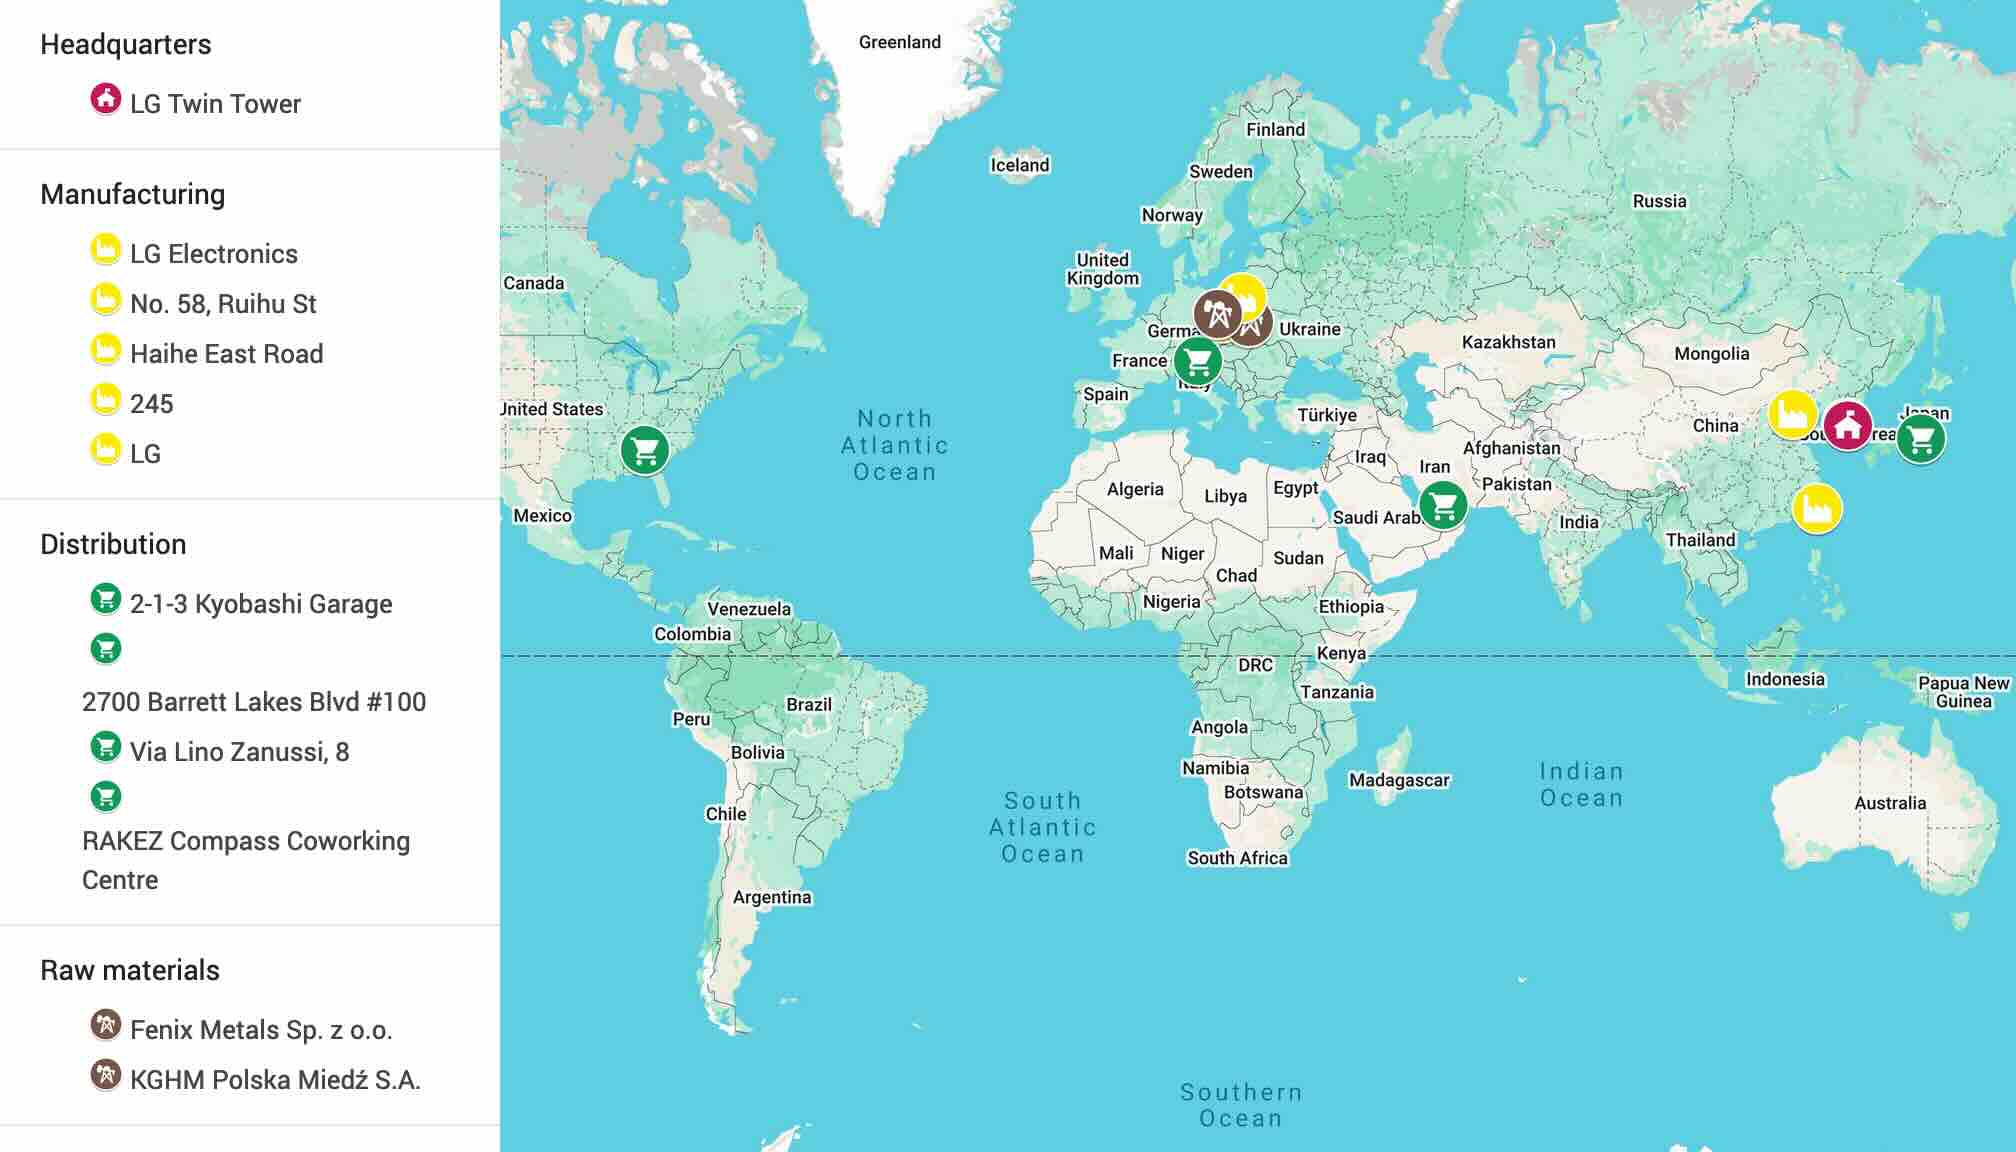 Headquarters
LG Twin Tower
Manufacturing
LG Electronics
No. 58, Ruihu St
Haihe East Road
245
LG
Distribution
2-1-3 Kyobashi Garage
2700 Barrett Lakes Blvd #100
Via Lino Zanussi, 8
RAKEZ Compass Coworking
Centre
Raw materials
Fenix Metals Sp. z o.o.
KGHM Polska Miedź S.A.
Greenland
Finland
Iceland
Sweden
Russia
Norway
United
Kingdom
Canada
Germa
Ukraine
Kazakhstan
Mongolia
France
Italy
Spain
United States
Türkiye
Japan
China
North
Atlantic
Ocean
Afghanistan
Iraq
Iran
Pakistan
Algeria
Libya
Egypt
Mexico
Saudi Arab
India
Thailand
Mali
Niger
Sudan
Chad
Nigeria
Ethiopia
Venezuela
Colombia
Kenya
DRC
Indonesia
Papua New
Guinea
Tanzania
Brazil
Peru
Angola
Bolivia
Namibia
Madagascar
Botswana
Indian
Ocean
South
Atlantic
Ocean
Chile
Australia
South Africa
Argentina
Southern
Ocean